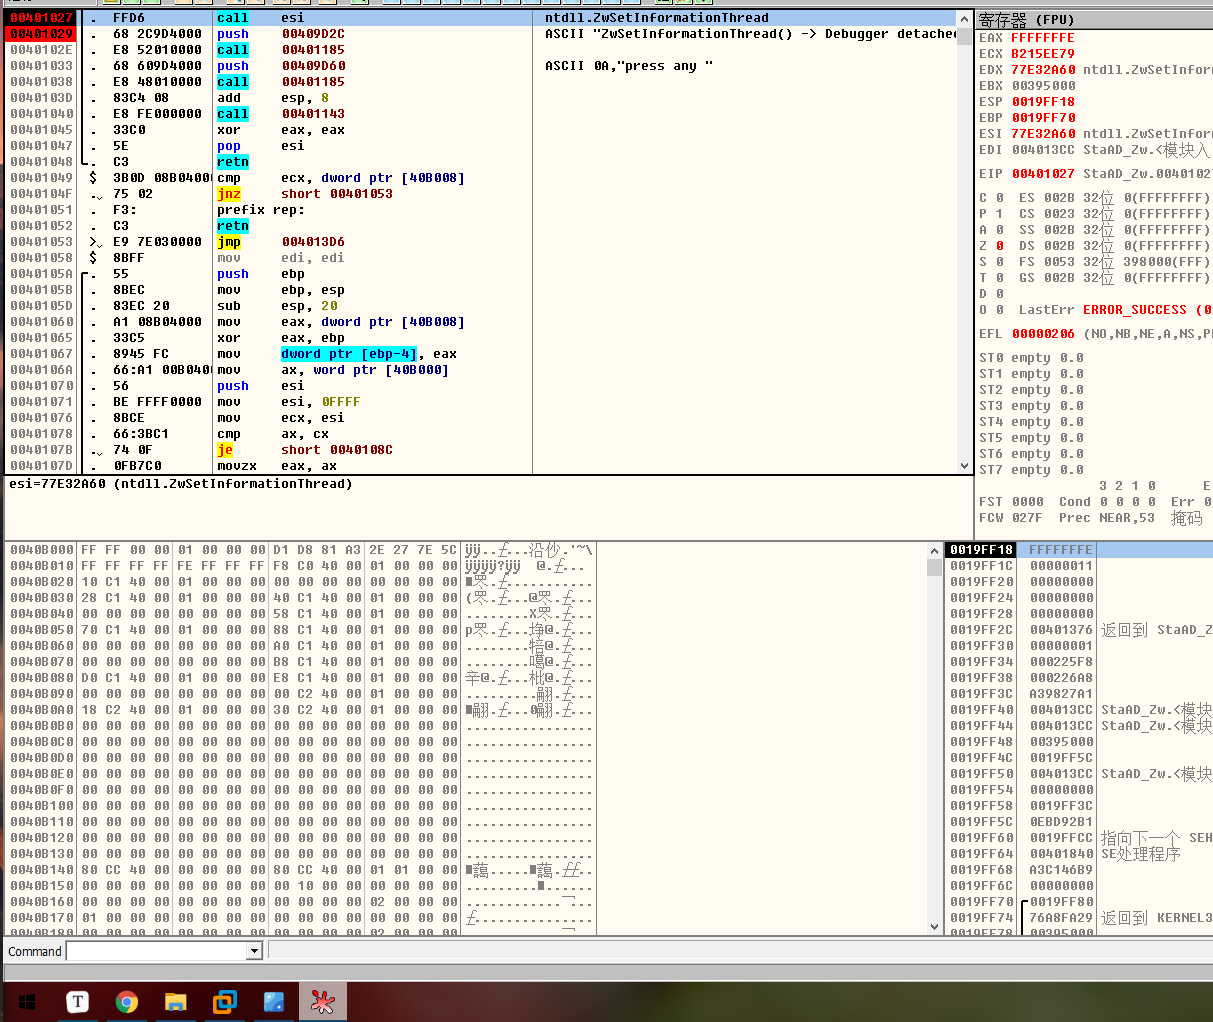 00401027 . FFD6 call esi ntdll.ZwSetInformationThread
00401029 . 68 2C9D4000 push 00409D2C ASCII "ZwSetInformationThread() -> Debugger detache
0040102E . E8 52010000 call 00401185
00401033 . 68 609D4000 push 00409D60 ASCII 0A,"press any "
00401038 . E8 48010000 call 00401185
0040103D . 83C4 08 add esp, 8
00401040 . E8 FE000000 call 00401143
00401045 . 33C0 xor eax, eax
00401047 . 5E pop esi
00401048 . C3 retn
00401049 $ 3B0D 08B0400 cmp ecx, dword ptr [40B008]
0040104F . 75 02 jnz short 00401053
00401051 . F3: prefix rep:
00401052 . C3 retn
00401053 > E9 7E030000 jmp 004013D6
00401058 $ 8BFF mov edi, edi
0040105A . 55 push ebp
0040105B . 8BEC mov ebp, esp
0040105D . 83EC 20 sub esp, 20
00401060 . A1 08B04000 mov eax, dword ptr [40B008]
00401065 . 33C5 xor eax, ebp
00401067 . 8945 FC mov dword ptr [ebp-4], eax
0040106A . 66:A1 00B0400 mov ax, word ptr [40B000]
00401070 . 56 push esi
00401071 . BE FFFF0000 mov esi, 0FFFF
00401076 . 8BCE mov ecx, esi
00401078 . 66:3BC1 cmp ax, cx
0040107B . 74 0F je short 0040108C
0040107D . 0FB7C0 movzx eax, ax
esi=77E32A60 (ntdll.ZwSetInformationThread)
寄存器 (FPU)
EAX FFFFFFFE
ECX B215EE79
EDX 77E32A60 ntdll.ZwSetInfor
EBX 00395000
ESP 0019FF18
EBP 0019FF70
ESI 77E32A60 ntdll.ZwSetInfor
EDI 004013CC StaAD_Zw.<模块入
EIP 00401027 StaAD_Zw.00401027
C 0 ES 002B 32位 0(FFFFFFFF)
P 1 CS 0023 32位 0(FFFFFFFF)
A 0 SS 002B 32位 0(FFFFFFFF)
Z 0 DS 002B 32位 0(FFFFFFFF)
S 0 FS 0053 32位 398000(FFF)
T 0 GS 002B 32位 0(FFFFFFFF)
D 0
O 0 LastErr ERROR_SUCCESS (0
EFL 00000206 (NO,NB,NE,A,NS,P
ST0 empty 0.0
ST1 empty 0.0
ST2 empty 0.0
ST3 empty 0.0
ST4 empty 0.0
ST5 empty 0.0
ST6 empty 0.0
ST7 empty 0.0
3 2 1 0 E
FST 0000 Cond 0 0 0 0 Err 0
FCW 027F Prec NEAR,53 掩码
0040B000 FF FF 00 00 01 00 00 00 D1 D8 81 A3 2E 27 7E 5C
0040B010 FF FF FF FF FE FF FF FF F8 C0 40 00 01 00 00 00
0040B020 10 C1 40 00 01 00 00 00 00 00 00 00 00 00 00 00
0040B030 28 C1 40 00 01 00 00 00 40 C1 40 00 01 00 00 00
0040B040 00 00 00 00 00 00 00 00 58 C1 40 00 01 00 00 00
0040B050 70 C1 40 00 01 00 00 00 88 C1 40 00 01 00 00 00
0040B060 00 00 00 00 00 00 00 00 A0 C1 40 00 01 00 00 00
0040B070 00 00 00 00 00 00 00 00 B8 C1 40 00 01 00 00 00
0040B080 D0 C1 40 00 01 00 00 00 E8 C1 40 00 01 00 00 00
0040B090 00 00 00 00 00 00 00 00 00 C2 40 00 01 00 00 00
0040B0A0 18 C2 40 00 01 00 00 00 30 C2 40 00 01 00 00 00
0040B0B0 00 00 00 00 00 00 00 00 00 00 00 00 00 00 00 00
0040B0C0 00 00 00 00 00 00 00 00 00 00 00 00 00 00 00 00
0040B0D0 00 00 00 00 00 00 00 00 00 00 00 00 00 00 00 00
0040B0E0 00 00 00 00 00 00 00 00 00 00 00 00 00 00 00 00
0040B0F0 00 00 00 00 00 00 00 00 00 00 00 00 00 00 00 00
0040B100 00 00 00 00 00 00 00 00 00 00 00 00 00 00 00 00
0040B110 00 00 00 00 00 00 00 00 00 00 00 00 00 00 00 00
0040B120 00 00 00 00 00 00 00 00 00 00 00 00 00 00 00 00
0040B130 00 00 00 00 00 00 00 00 00 00 00 00 00 00 00 00
0040B140 80 CC 40 00 00 00 00 00 80 CC 40 00 01 01 00 00
0040B150 00 00 00 00 00 00 00 00 00 10 00 00 00 00 00 00
0040B160 00 00 00 00 00 00 00 00 00 00 00 00 02 00 00 00
0040B170 01 00 00 00 00 00 00 00 00 00 00 00 00 00 00 00
0040B180 00 00 00 00 00 00 00 00 00 00 00 00 02 00 00 00
0019FF18 FFFFFFFE
0019FF1C 00000011
0019FF20 00000000
0019FF24 00000000
0019FF28 00000000
0019FF2C 00401376 返回到 StaAD_Z
0019FF30 00000001
0019FF34 000225F8
0019FF38 000226A8
0019FF3C A39827A1
0019FF40 004013CC StaAD_Zw.<模块
0019FF44 004013CC StaAD_Zw.<模块
0019FF48 00395000
0019FF4C 0019FF5C
0019FF50 004013CC StaAD_Zw.<模块
0019FF54 00000000
0019FF58 0019FF3C
0019FF5C 0EBD92B1
0019FF60 0019FFCC 指向下一个 SEH
0019FF64 00401840 SE处理程序
0019FF68 A3C146B9
0019FF6C 00000000
0019FF70 0019FF80
0019FF74 76A8FA29 返回到 KERNEL3
0019FF78 00395000
Command
T